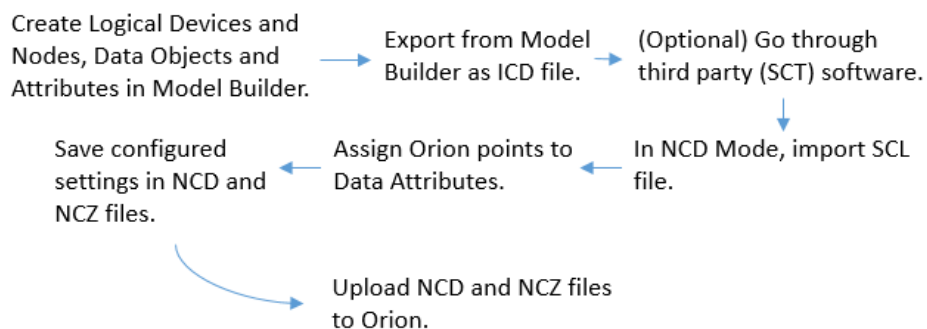 Create Logical Devices and
Nodes, Data Objects and
Attributes in Model Builder.
Export from Model
Builder as ICD file.
(Optional) Go through
third party (SCT) software.
In NCD Mode, import SCL
file.
Assign Orion points to
Data Attributes.
Save configured
settings in NCD and
NCZ files.
Upload NCD and NCZ files
to Orion.